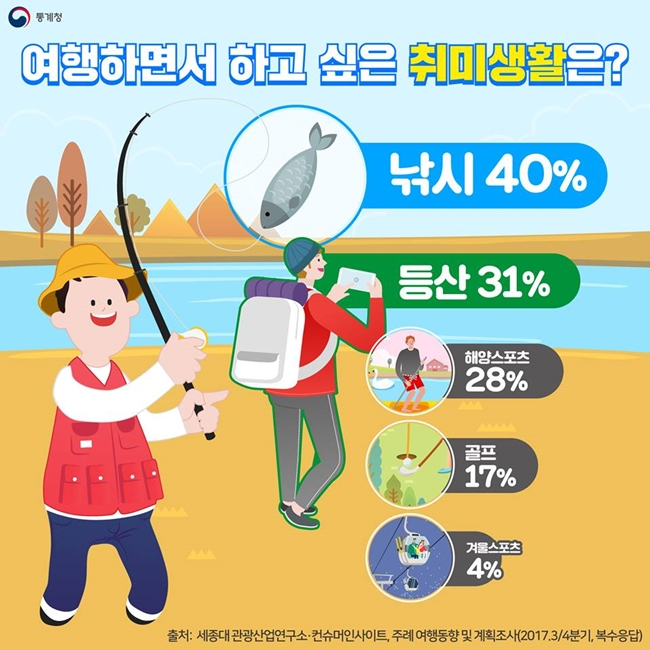 통계청
여행하면서 하고 싶은 취미생활은?
낚시 40%
등산 31%
해양스포츠
28%
골프
17%
겨울스포츠
4%
출처: 세종대 관광산업연구소·컨슈머인사이트, 주례 여행동향 및 계획조사(2017.3/4분기, 복수응답)